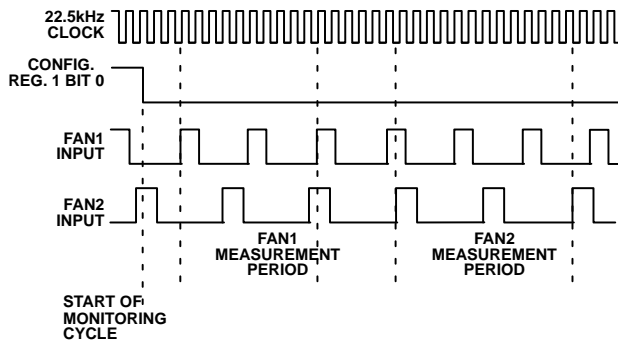 22.5kHz
CLOCK
CONFIG.
REG. 1 BIT 0
FAN1
INPUT
FAN2
INPUT
FAN1
MEASUREMENT
PERIOD
FAN2
MEASUREMENT
PERIOD
START OF
MONITORING
CYCLE